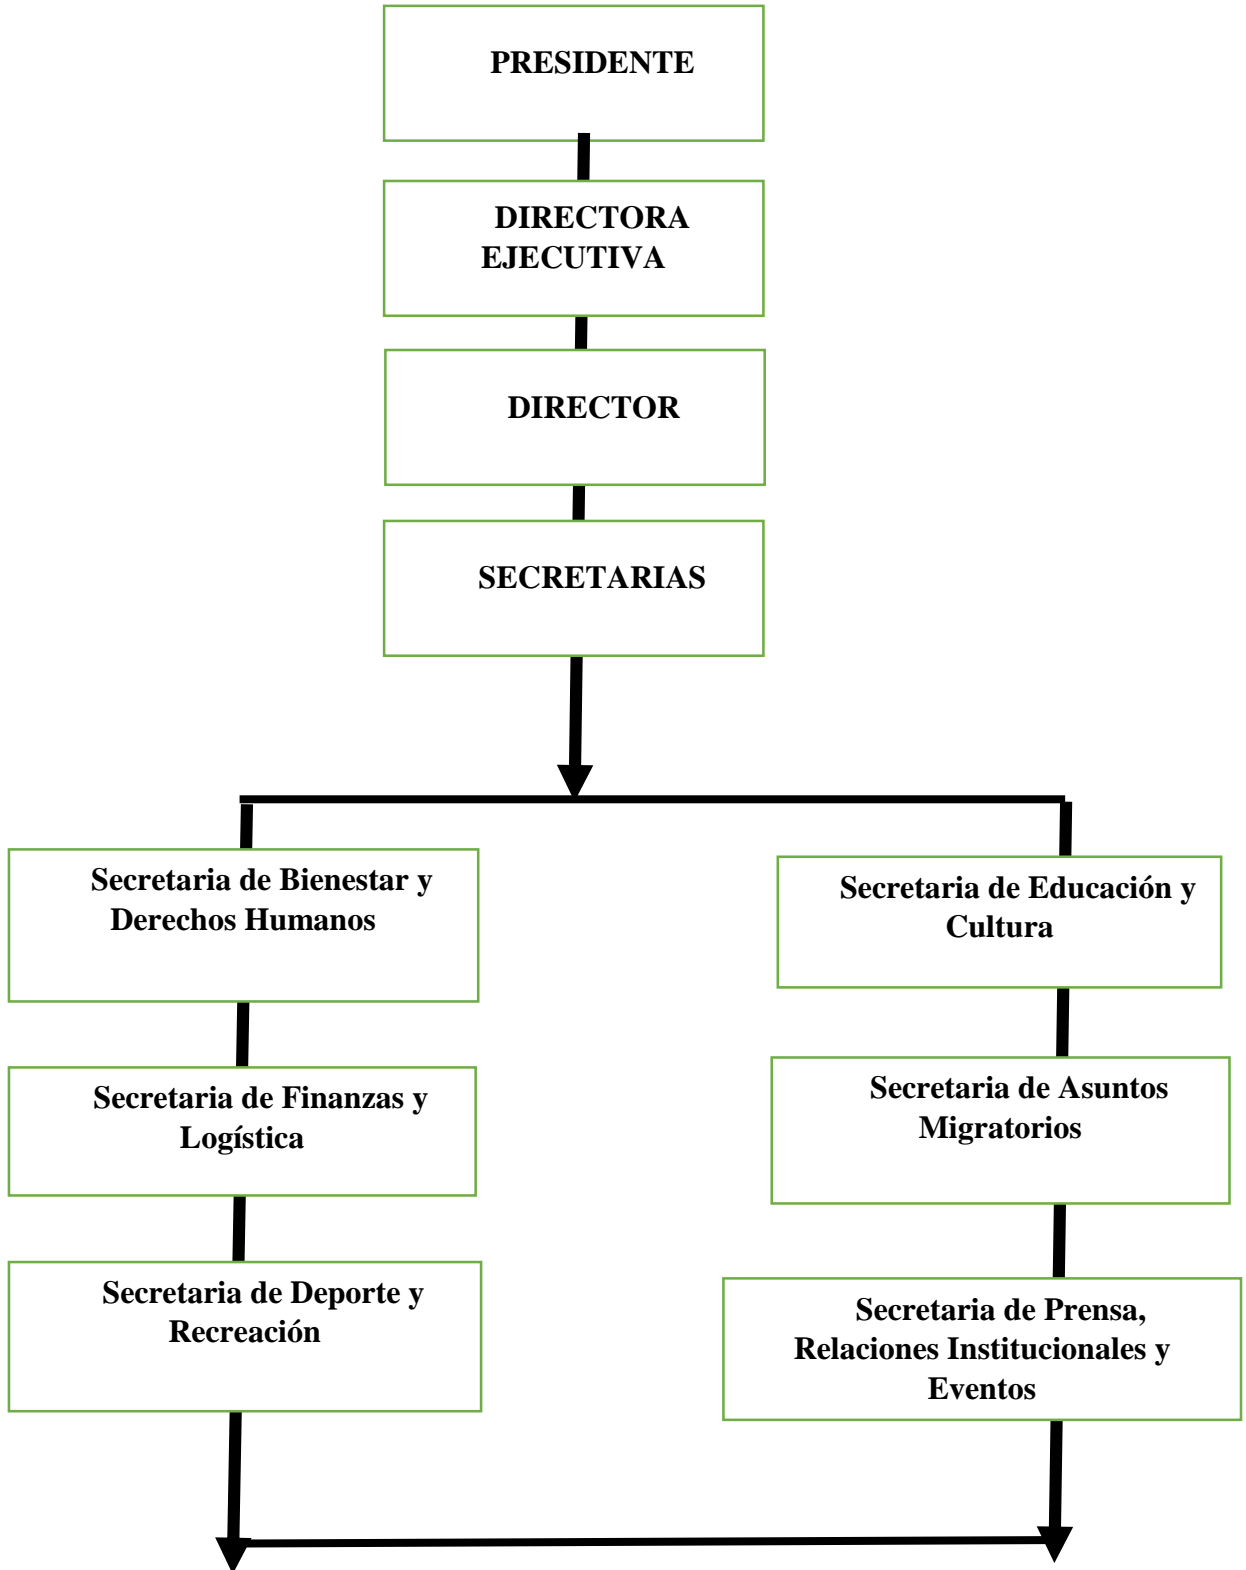 PRESIDENTE
DIRECTORA
EJECUTIVA
DIRECTOR
SECRETARIAS
Secretaria de Bienestar y
Derechos Humanos
Secretaria de Educación y
Cultura
Secretaria de Finanzas y
Logística
Secretaria de Asuntos
Migratorios
Secretaria de Deporte y
Recreación
Secretaria de Prensa,
Relaciones Institucionales y
Eventos